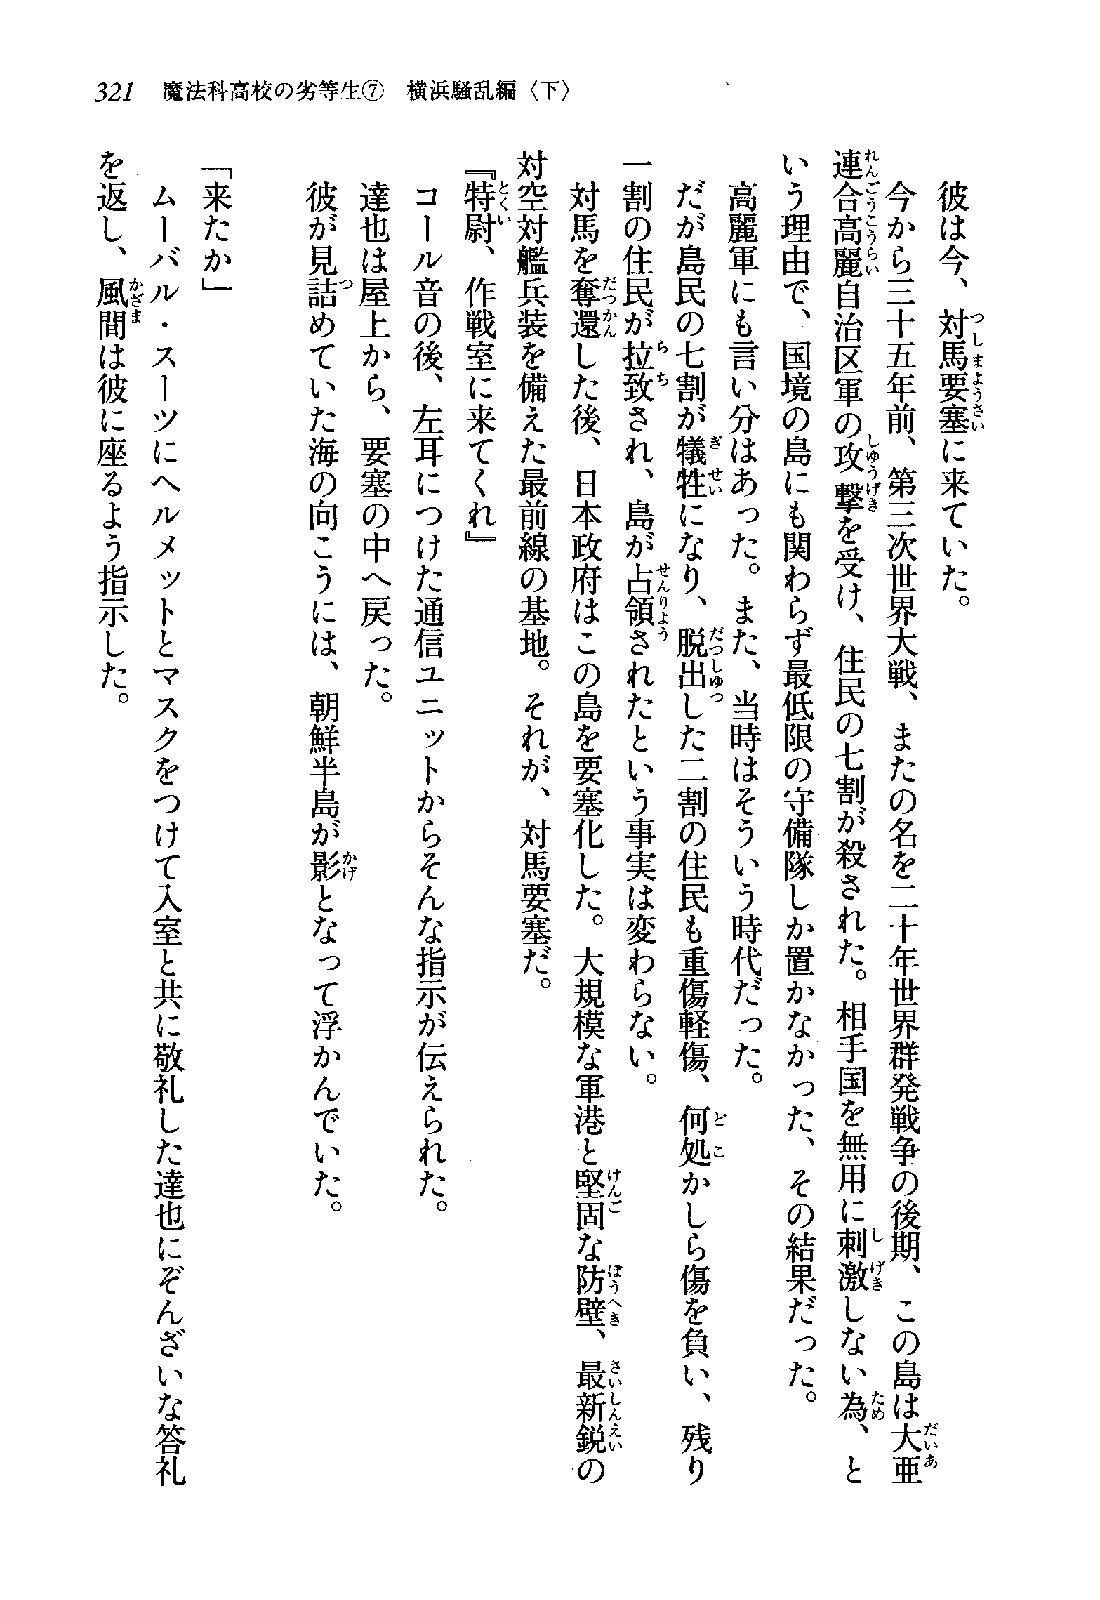 321　魔法科高校の劣等生⑦　横浜騒乱編〈下〉
彼は今、対馬要塞に来ていた。
今から三十五年前、第三次世界大戦、またの名を二十年世界群発戦争の後期、この島は大亜
連合高麗自治区軍の攻撃を受け、住民の七割が殺された。相手国を無用に刺激しない為、と
いう理由で、国境の島にも関わらず最低限の守備隊しか置かなかった、その結果だった。
高麗軍にも言い分はあった。また、当時はそういう時代だった。
だが島民の七割が犠牲になり、脱出した二割の住民も重傷軽傷、何処かしら傷を負い、残り
一割の住民が拉致され、島が占領されたという事実は変わらない。
対馬を奪還した後、日本政府はこの島を要塞化した。大規模な軍港と堅固な防壁、最新鋭の
対空対艦兵装を備えた最前線の基地。それが、対馬要塞だ。
『特尉、作戦室に来てくれ』
コール音の後、左耳につけた通信ユニットからそんな指示が伝えられた。
達也は屋上から、要塞の中へ戻った。
彼が見詰めていた海の向こうには、朝鮮半島が影となって浮かんでいた。
「来たか」
ムーバル・スーツにヘルメットとマスクをつけて入室と共に敬礼した達也にぞんざいな答礼
を返し、風間は彼に座るよう指示した。